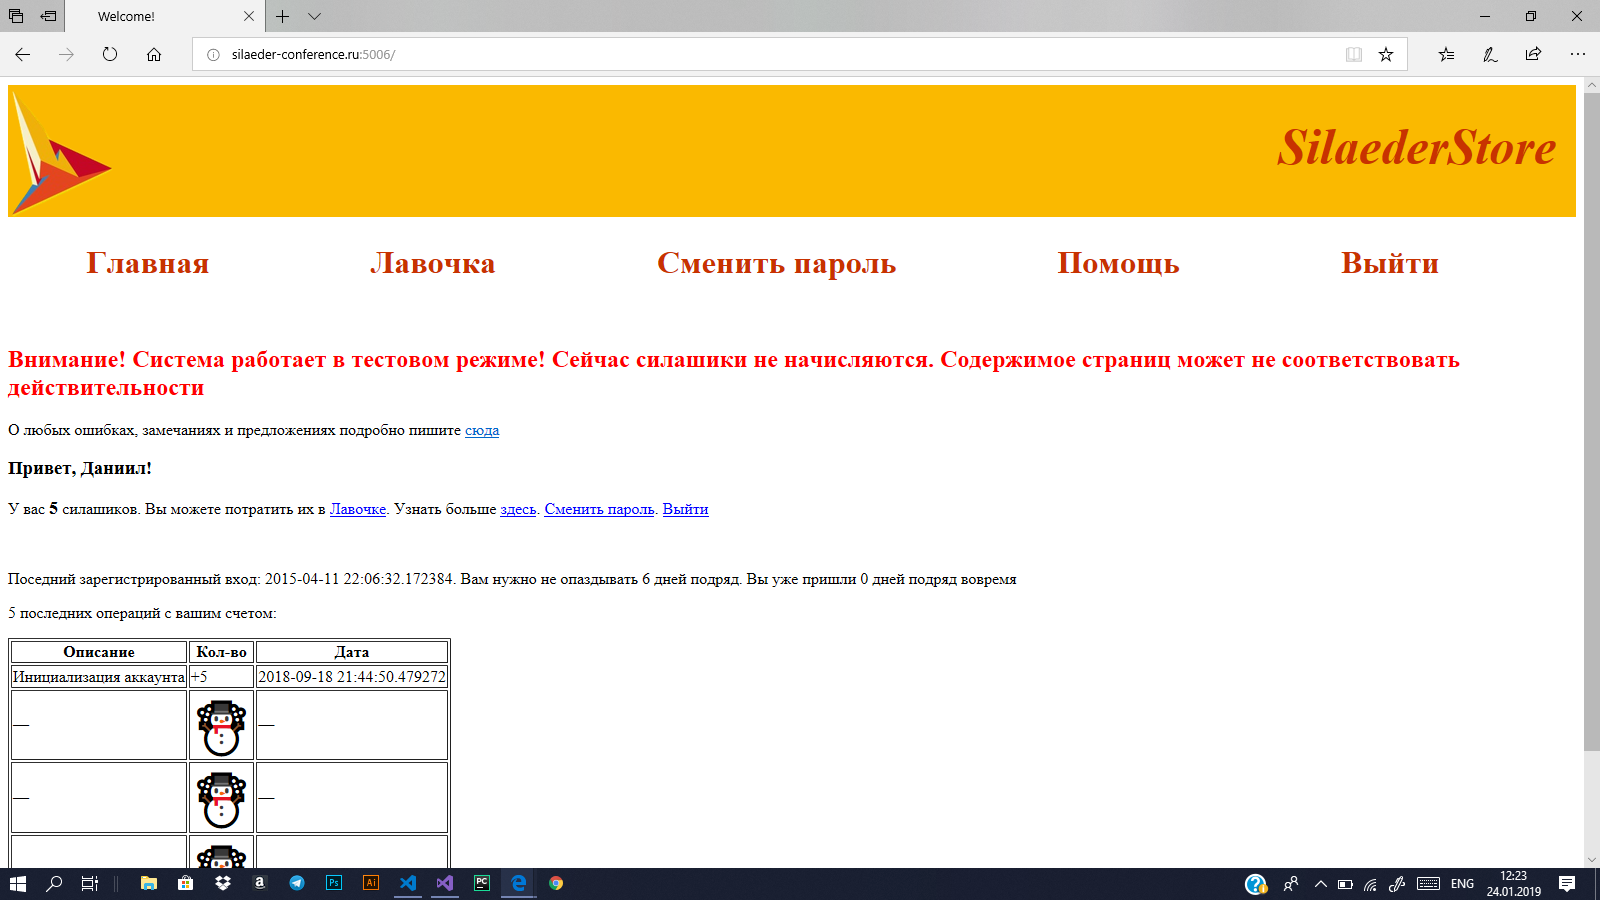 Welcome!
silaeder-conference.ru:5006/
SilaederStore
Главная Лавочка Сменить пароль Помощь Выйти
Внимание! Система работает в тестовом режиме! Сейчас силашики не начисляются. Содержимое страниц может не соответствовать
действительности
О любых ошибках, замечаниях и предложениях подробно пишите сюда
Привет, Даниил!
У вас 5 силашиков. Вы можете потратить их в Лавочке. Узнать больше здесь. Сменить пароль. Выйти
Поседний зарегистрированный вход: 2015-04-11 22:06:32.172384. Вам нужно не опаздывать 6 дней подряд. Вы уже пришли 0 дней подряд вовремя
5 последних операций с вашим счетом:
Описание Кол-во Дата
Инициализация аккаунта +5 2018-09-18 21:44:50.479272
— —
— —
a Ps Ai PC ENG 12:23
24.01.2019